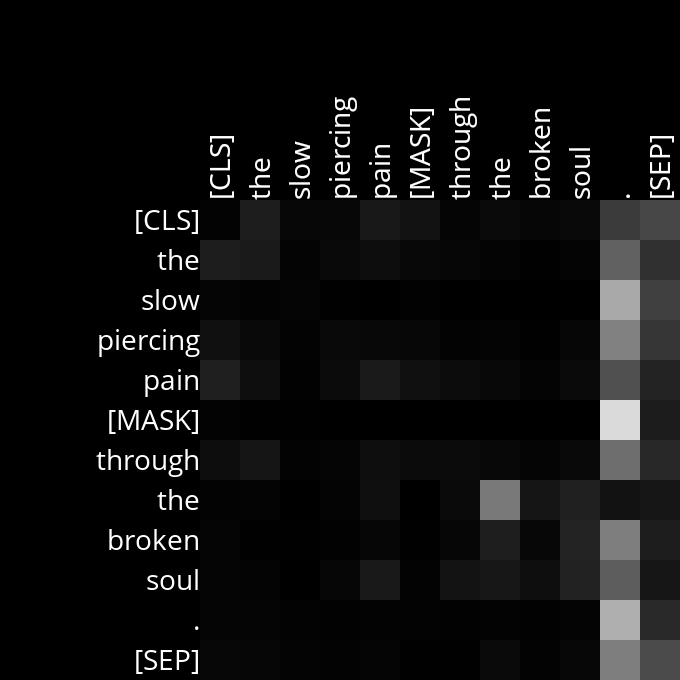 [CLS] the slow piercing pain [MASK] through the broken soul . [SEP]
[CLS]
the
slow
piercing
pain
[MASK]
through
the
broken
soul
.
[SEP]